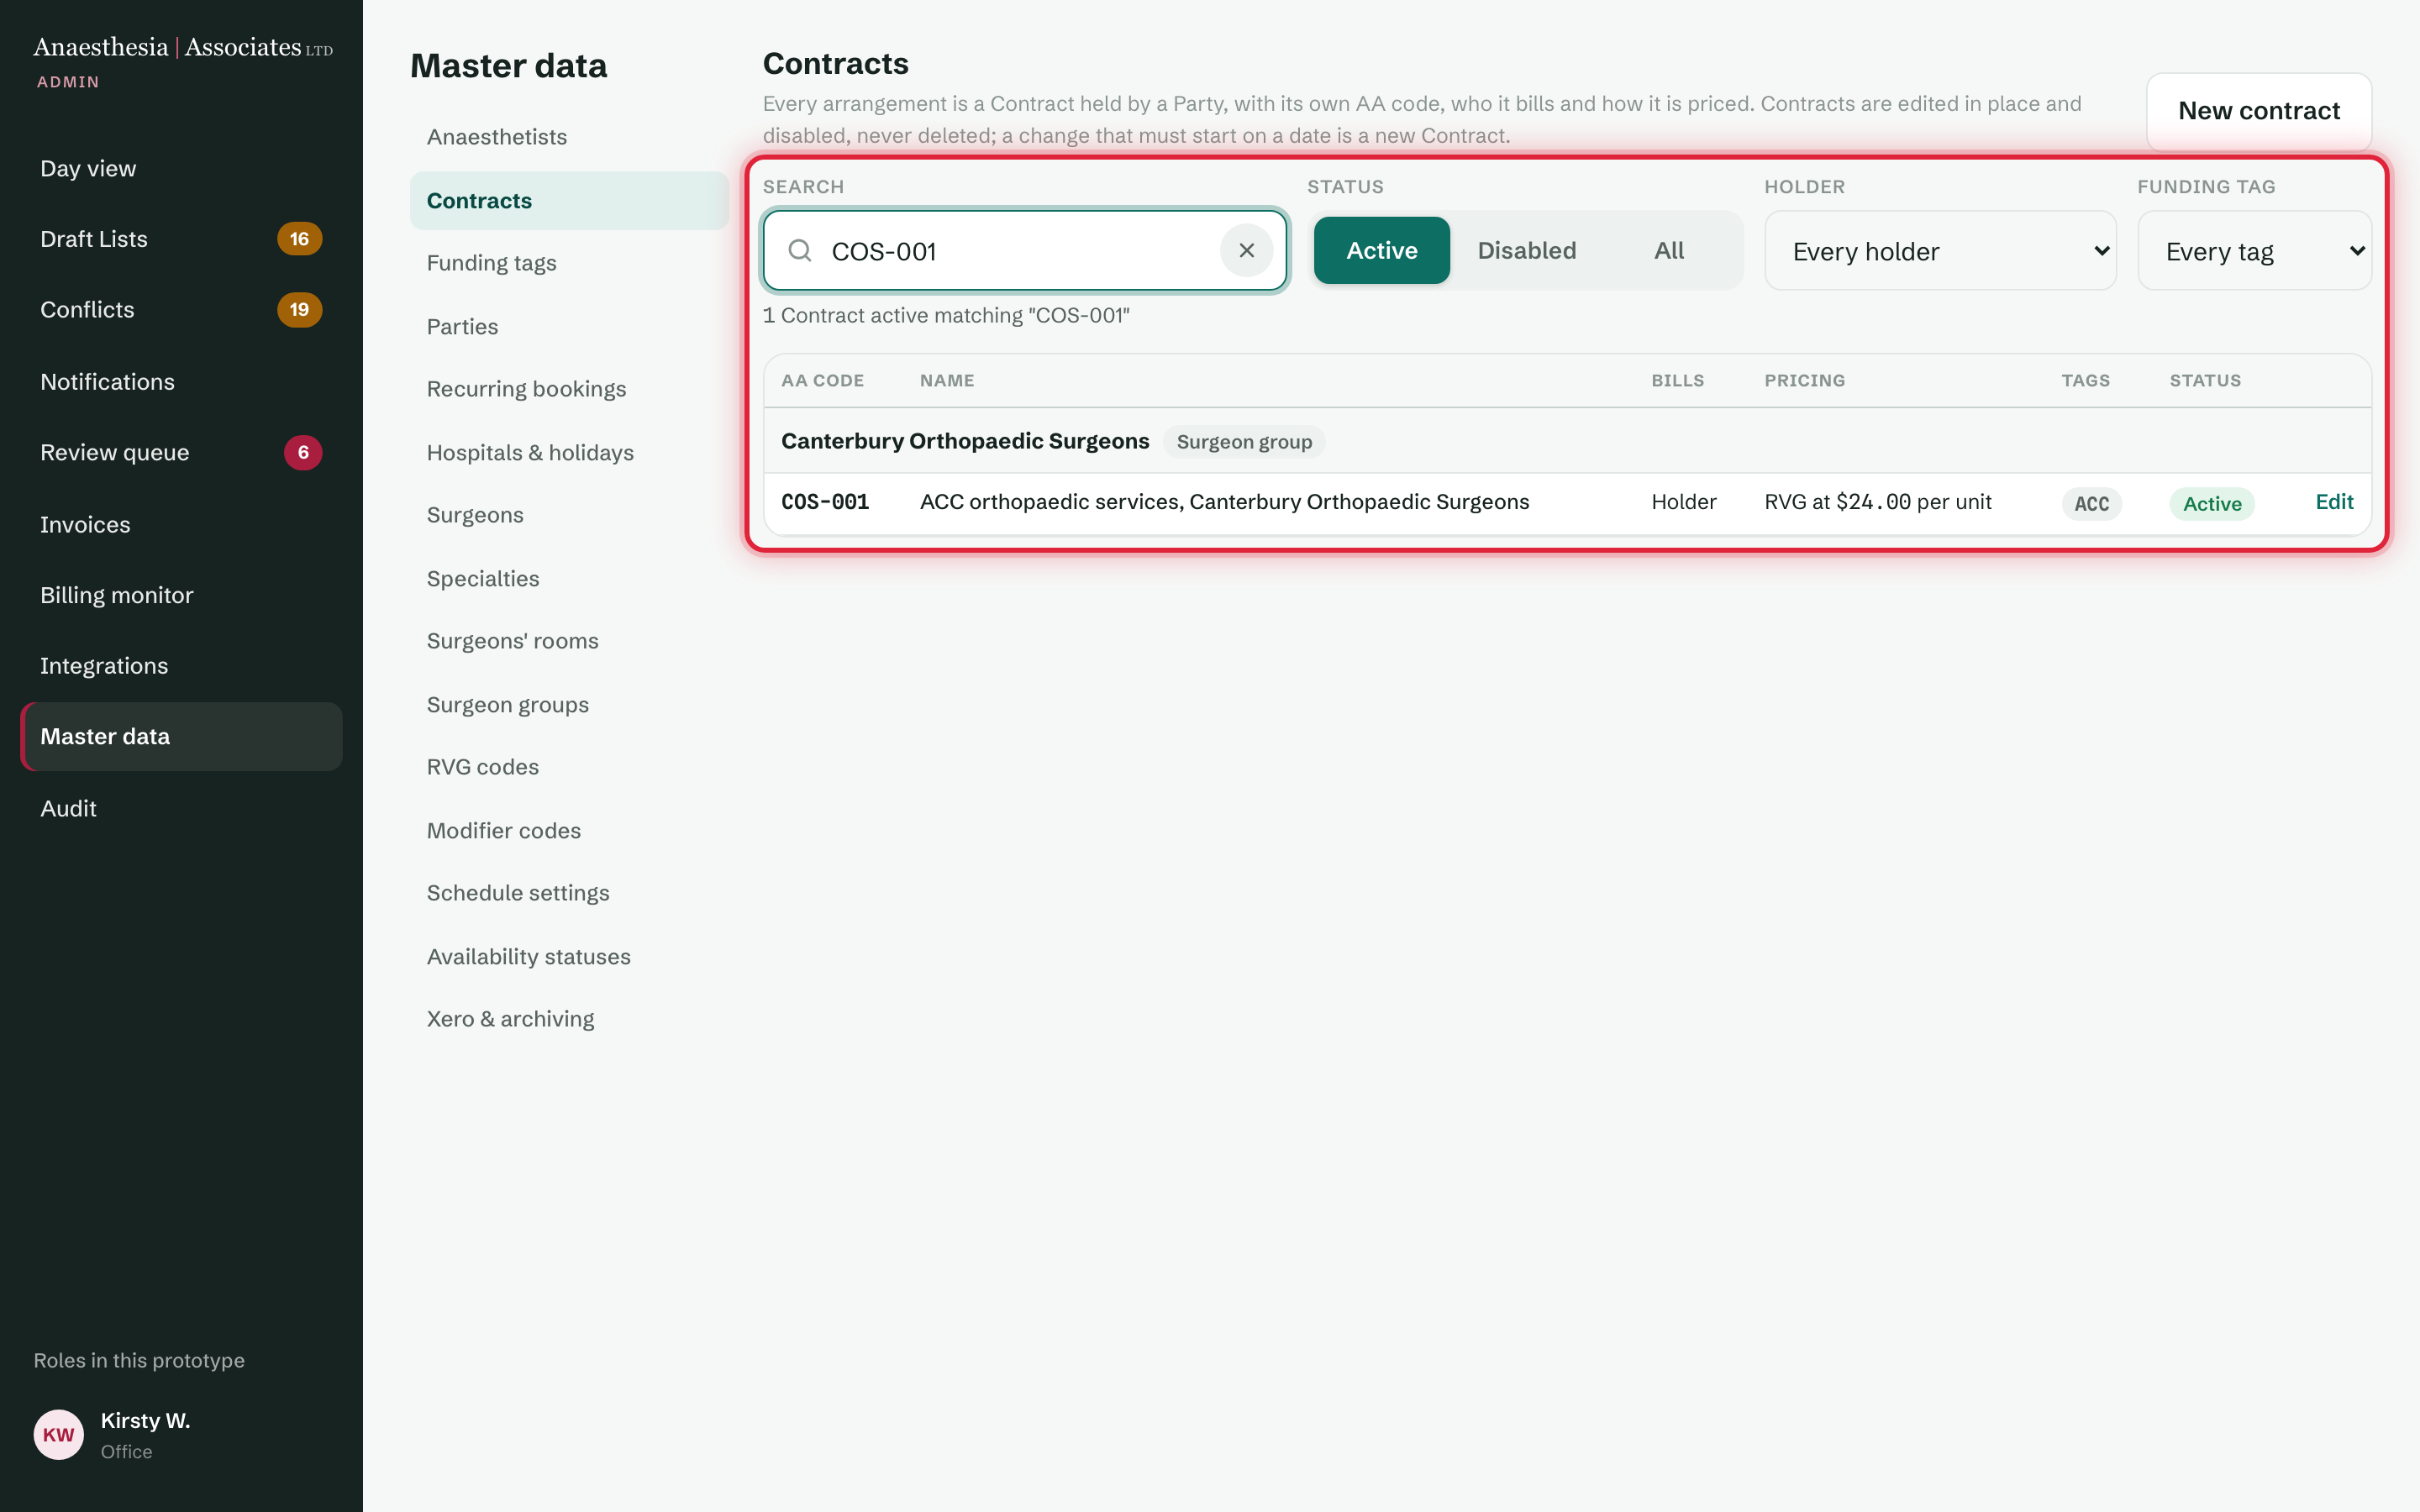 Anaesthesia | Associates LTD
ADMIN
Day view
Draft Lists 16
Conflicts 19
Notifications
Review queue 6
Invoices
Billing monitor
Integrations
Master data
Audit
Roles in this prototype
KW Kirsty W.
Office
Master data
Anaesthetists
Contracts
Funding tags
Parties
Recurring bookings
Hospitals & holidays
Surgeons
Specialties
Surgeons' rooms
Surgeon groups
RVG codes
Modifier codes
Schedule settings
Availability statuses
Xero & archiving
Contracts
Every arrangement is a Contract held by a Party, with its own AA code, who it bills and how it is priced. Contracts are edited in place and
disabled, never deleted; a change that must start on a date is a new Contract.
New contract
SEARCH STATUS HOLDER FUNDING TAG
COS-001 Active Disabled All Every holder Every tag
1 Contract active matching "COS-001"
AA CODE NAME BILLS PRICING TAGS STATUS
Canterbury Orthopaedic Surgeons Surgeon group
COS-001 ACC orthopaedic services, Canterbury Orthopaedic Surgeons Holder RVG at $24.00 per unit ACC Active Edit